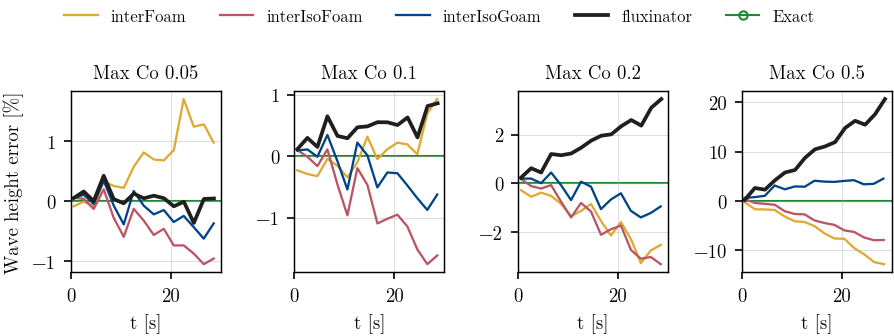 interFoam interIsoFoam interIsoGoam fluxinator Exact
Max Co 0.05 Max Co 0.1 Max Co 0.2 Max Co 0.5
Wave height error [%]
1
0
−1
0 20
t [s]
1
0
−1
0 20
t [s]
2
0
−2
0 20
t [s]
20
10
0
−10
0 20
t [s]